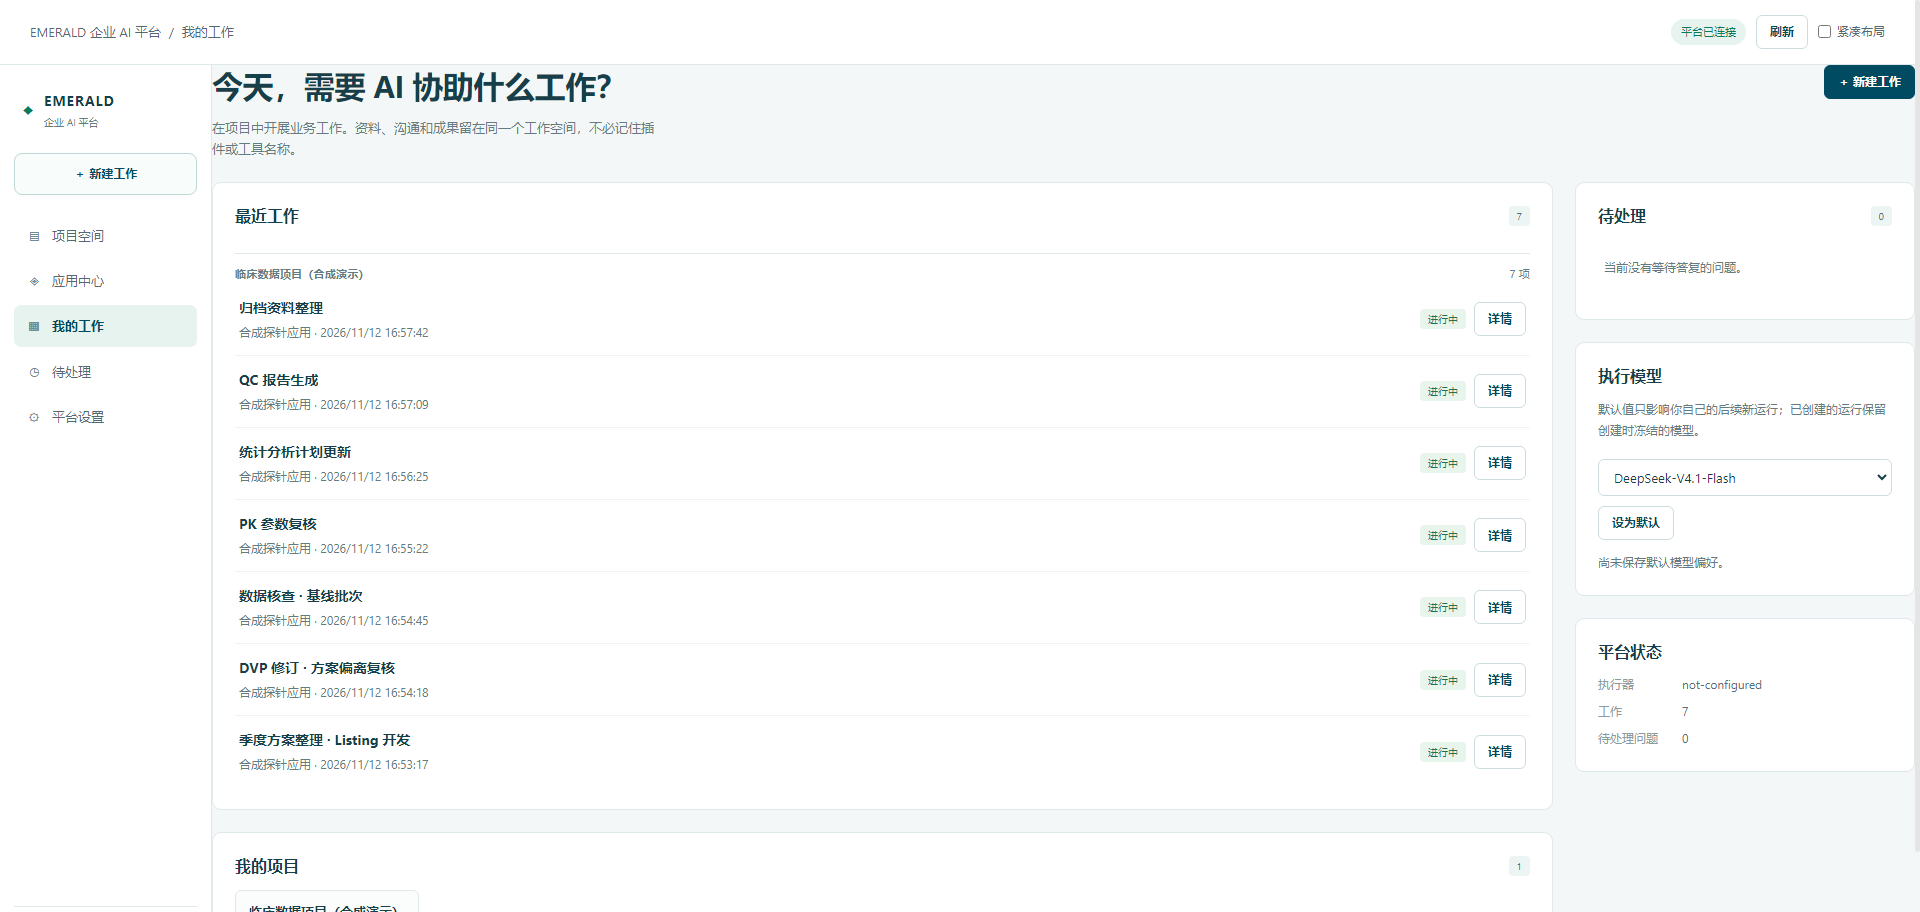 EMERALD 企业 AI 平台 / 我的工作
平台已连接
刷新
紧凑布局
EMERALD
企业 AI 平台
+ 新建工作
项目空间
应用中心
我的工作
待处理
平台设置
今天，需要 AI 协助什么工作？
+ 新建工作
在项目中开展业务工作。资料、沟通和成果留在同一个工作空间，不必记住插
件或工具名称。
最近工作
7
临床数据项目（合成演示）
7 项
归档资料整理
合成探针应用 · 2026/11/12 16:57:42
进行中
详情
QC 报告生成
合成探针应用 · 2026/11/12 16:57:09
进行中
详情
统计分析计划更新
合成探针应用 · 2026/11/12 16:56:25
进行中
详情
PK 参数复核
合成探针应用 · 2026/11/12 16:55:22
进行中
详情
数据核查 · 基线批次
合成探针应用 · 2026/11/12 16:54:45
进行中
详情
DVP 修订 · 方案偏离复核
合成探针应用 · 2026/11/12 16:54:18
进行中
详情
季度方案整理 · Listing 开发
合成探针应用 · 2026/11/12 16:53:17
进行中
详情
我的项目
1
临床数据项目（合成演示）
待处理
0
当前没有等待答复的问题。
执行模型
默认值只影响你自己的后续新运行；已创建的运行保留
创建时冻结的模型。
DeepSeek-V4.1-Flash
设为默认
尚未保存默认模型偏好。
平台状态
执行器 not-configured
工作 7
待处理问题 0